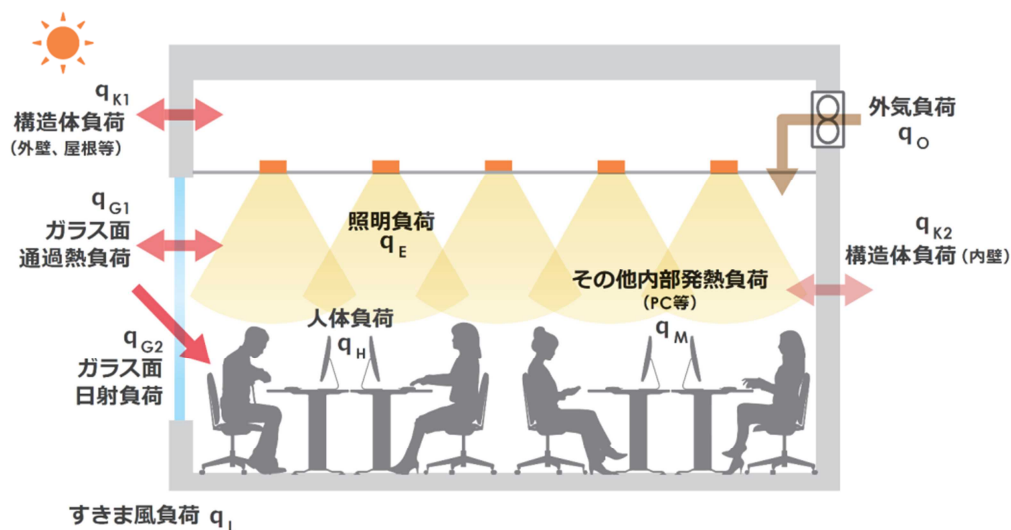 q K1
構造体負荷
(外壁、屋根等)
q G1
ガラス面
通過熱負荷
q G2
ガラス面
日射負荷
すきま風負荷 q I
照明負荷
q E
人体負荷
q H
その他内部発熱負荷
(PC等)
q M
外気負荷
q O
q K2
構造体負荷 (内壁)